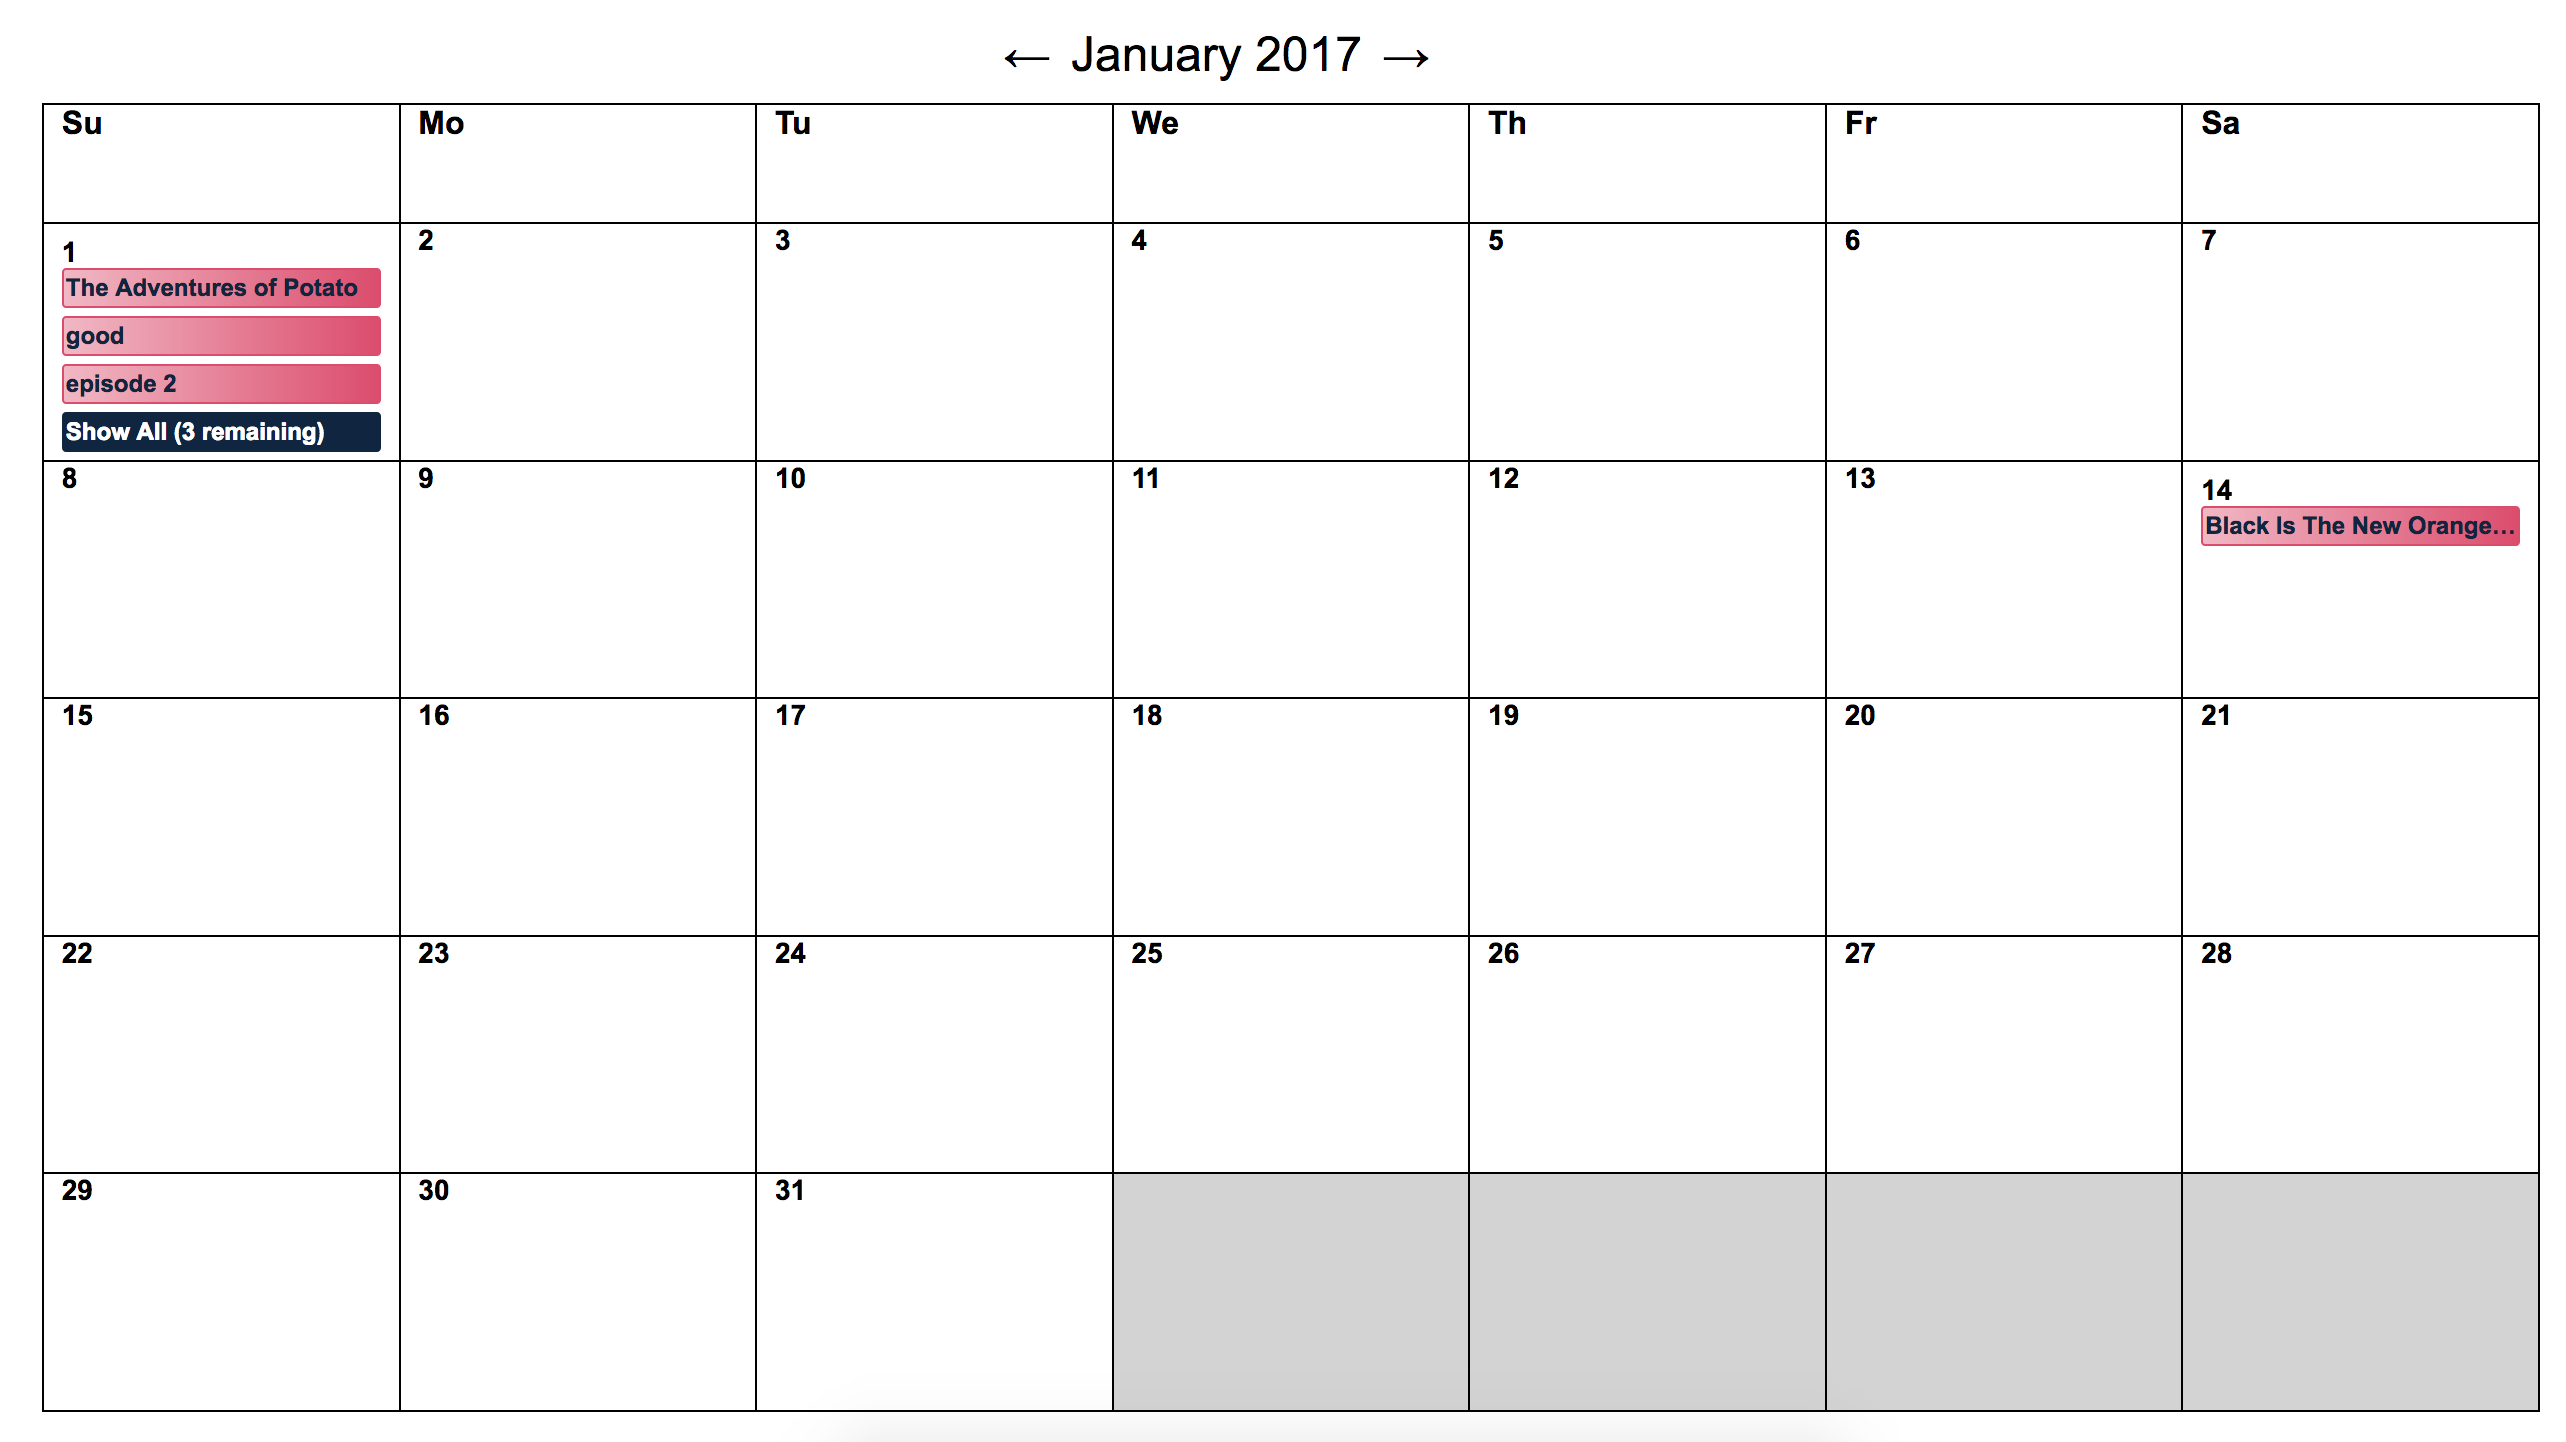 ← January 2017 →
Su Mo Tu We Th Fr Sa
1 2 3 4 5 6 7
The Adventures of Potato
good
episode 2
Show All (3 remaining)
8 9 10 11 12 13 14
Black Is The New Orange...
15 16 17 18 19 20 21
22 23 24 25 26 27 28
29 30 31